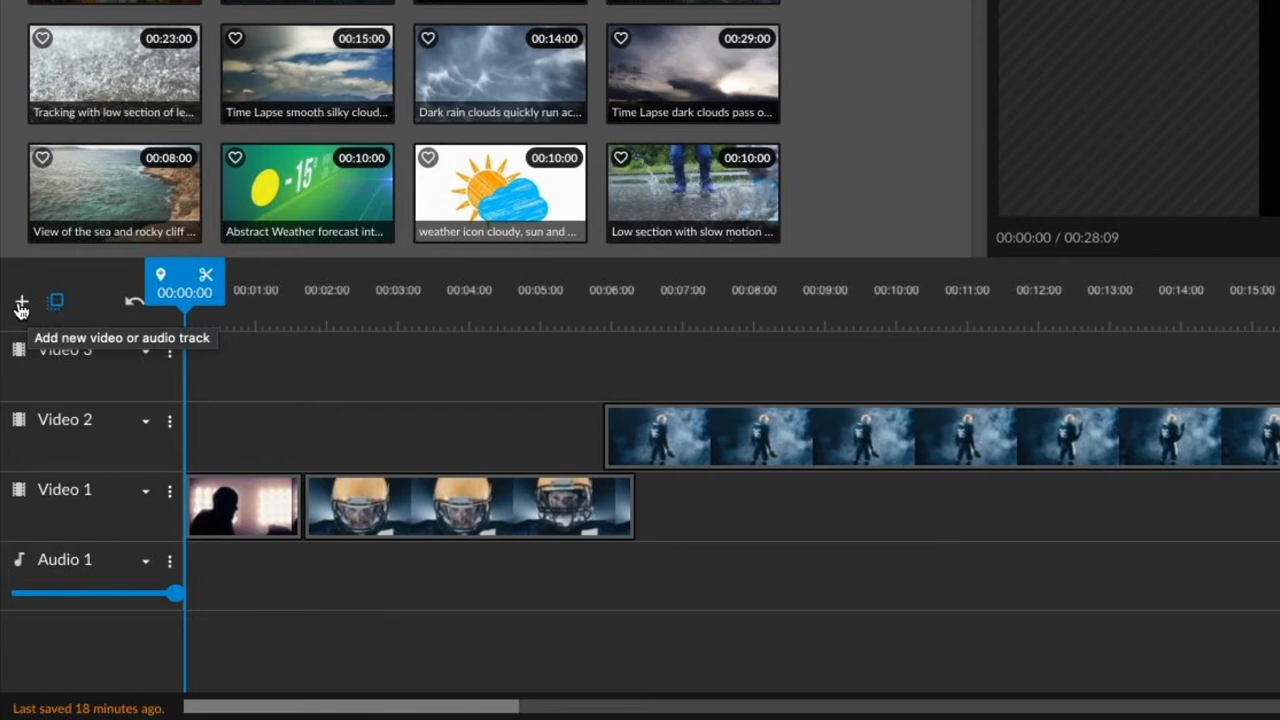 00:23:00
00:15:00
00:14:00
00:29:00
Tracking with low section of le...
Time Lapse smooth silky cloud...
Dark rain clouds quickly run ac...
Time Lapse dark clouds pass o...
00:08:00
00:10:00
00:10:00
00:10:00
-15°
View of the sea and rocky cliff ...
Abstract Weather forecast int...
weather icon cloudy, sun and ...
Low section with slow motion ...
00:00:00 / 00:28:09
00:00:00
00:01:00
00:02:00
00:03:00
00:04:00
00:05:00
00:06:00
00:07:00
00:08:00
00:09:00
00:10:00
00:11:00
00:12:00
00:13:00
00:14:00
00:15:00
Add new video or audio track
Video 3
Video 2
Video 1
Audio 1
Last saved 18 minutes ago.